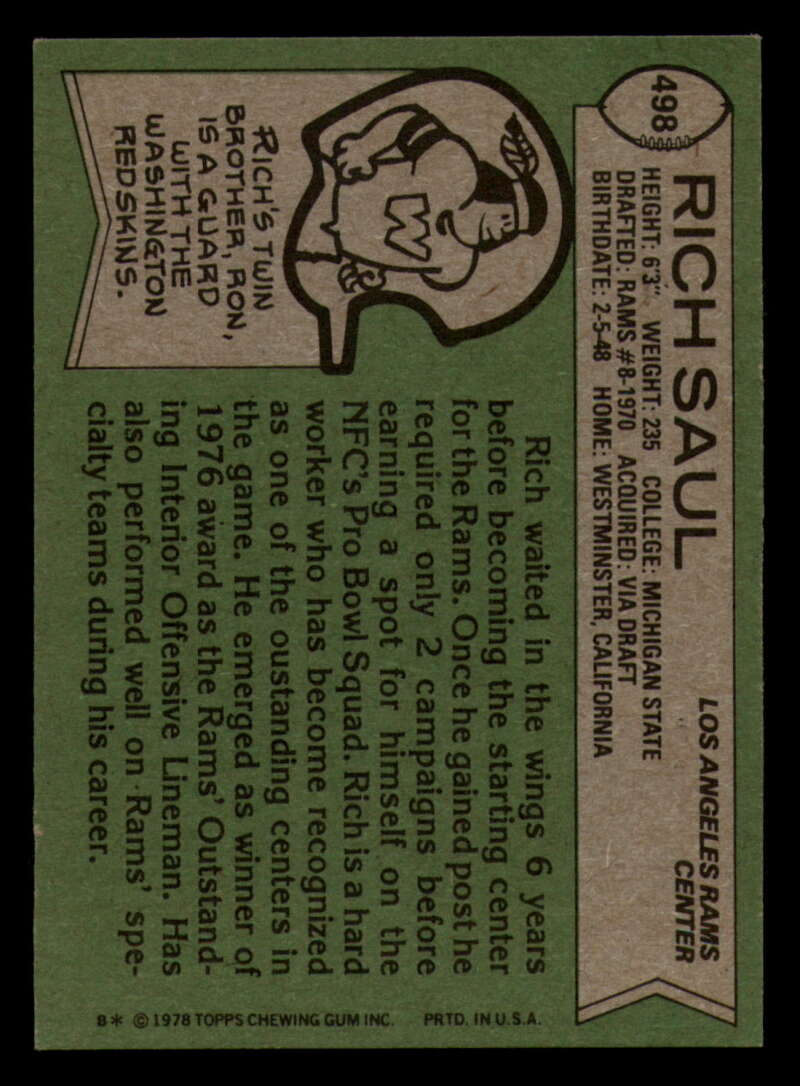 498
RICH SAUL
LOS ANGELES RAMS
CENTER
HEIGHT: 6'3" WEIGHT: 235 COLLEGE: MICHIGAN STATE
DRAFTED: RAMS #8-1970 ACQUIRED: VIA DRAFT
BIRTHDATE: 2-5-48 HOME: WESTMINSTER, CALIFORNIA
W
RICH'S TWIN
BROTHER, RON,
IS A GUARD
WITH THE
WASHINGTON
REDSKINS.
Rich waited in the wings 6 years
before becoming the starting center
for the Rams. Once he gained post he
required only 2 campaigns before
earning a spot for himself on the
NFC's Pro Bowl Squad. Rich is a hard
worker who has become recognized
as one of the oustanding centers in
the game. He emerged as winner of
1976 award as the Rams' Outstand-
ing Interior Offensive Lineman. Has
also performed well on Rams' spe-
cialty teams during his career.
B* © 1978 TOPPS CHEWING GUM INC. PRTD. IN U.S.A.